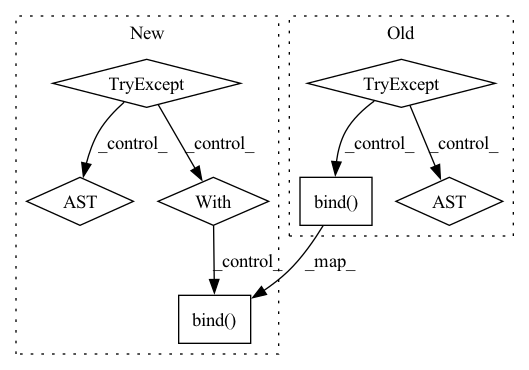 New
Old
TryExcept
TryExcept
_control_
_control_
_control_
_control_
AST
With
bind()
AST
_control_
_map_
bind()